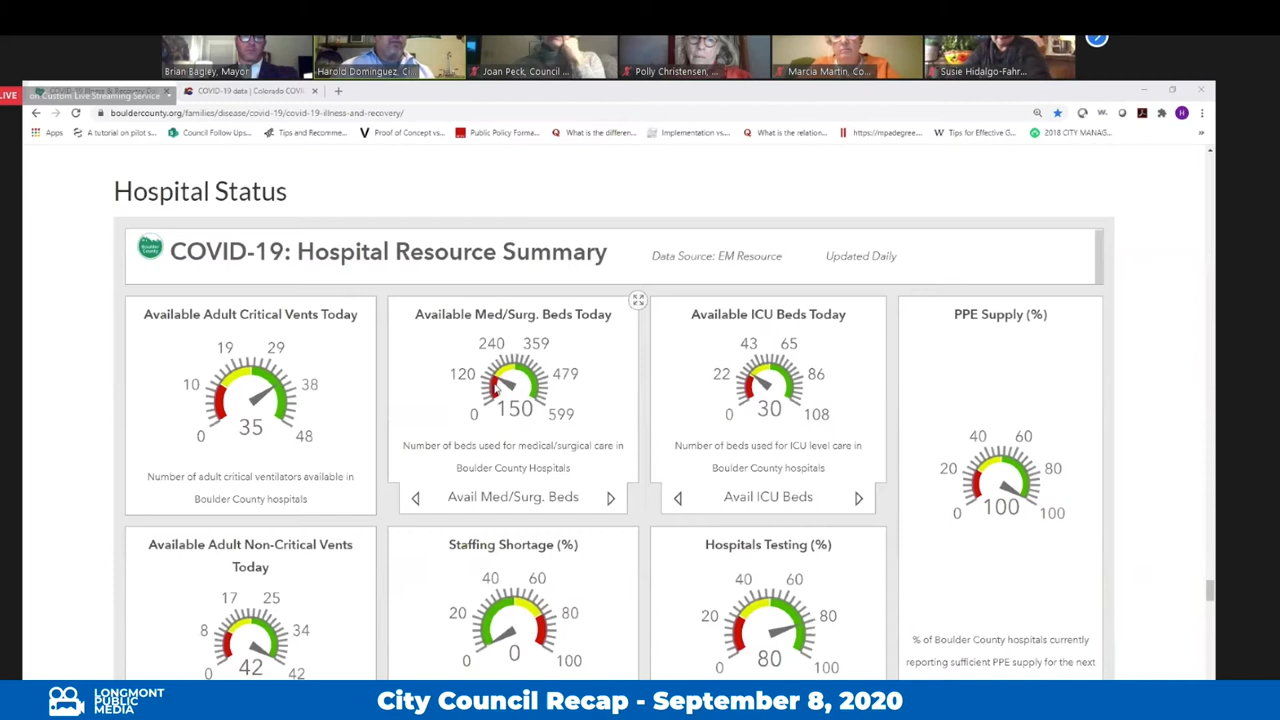 Brian Bagley, Mayor
Harold Dominguez, Ci...
Joan Peck, Council ...
Polly Christensen, ...
Marcia Martin, Co...
Susie Hidalgo-Fahr...
LIVE
on Custom Live Streaming Service
COVID-19 data | Colorado COVI
bouldercounty.org/families/disease/covid-19/covid-19-illness-and-recovery/
Apps
A tutorial on pilot s...
Council Follow Ups...
Tips and Recomme...
Proof of Concept vs...
Public Policy Forma...
What is the differen...
Implementation vs....
What is the relation...
https://mpadegree...
Tips for Effective G...
2018 CITY MANAG...
»
Hospital Status
COVID-19: Hospital Resource Summary
Data Source: EM Resource
Updated Daily
Available Adult Critical Vents Today
0 10 19 29 38 48
35
Number of adult critical ventilators available in
Boulder County hospitals
Available Med/Surg. Beds Today
0 120 240 359 479 599
150
Number of beds used for medical/surgical care in
Boulder County Hospitals
Avail Med/Surg. Beds
Available ICU Beds Today
0 22 43 65 86 108
30
Number of beds used for ICU level care in
Boulder County hospitals
Avail ICU Beds
PPE Supply (%)
0 20 40 60 80 100
100
% of Boulder County hospitals currently
reporting sufficient PPE supply for the next
Available Adult Non-Critical Vents
Today
0 8 17 25 34 42
42
Staffing Shortage (%)
0 20 40 60 80 100
0
Hospitals Testing (%)
0 20 40 60 80 100
80
LONGMONT
PUBLIC
MEDIA
City Council Recap - September 8, 2020